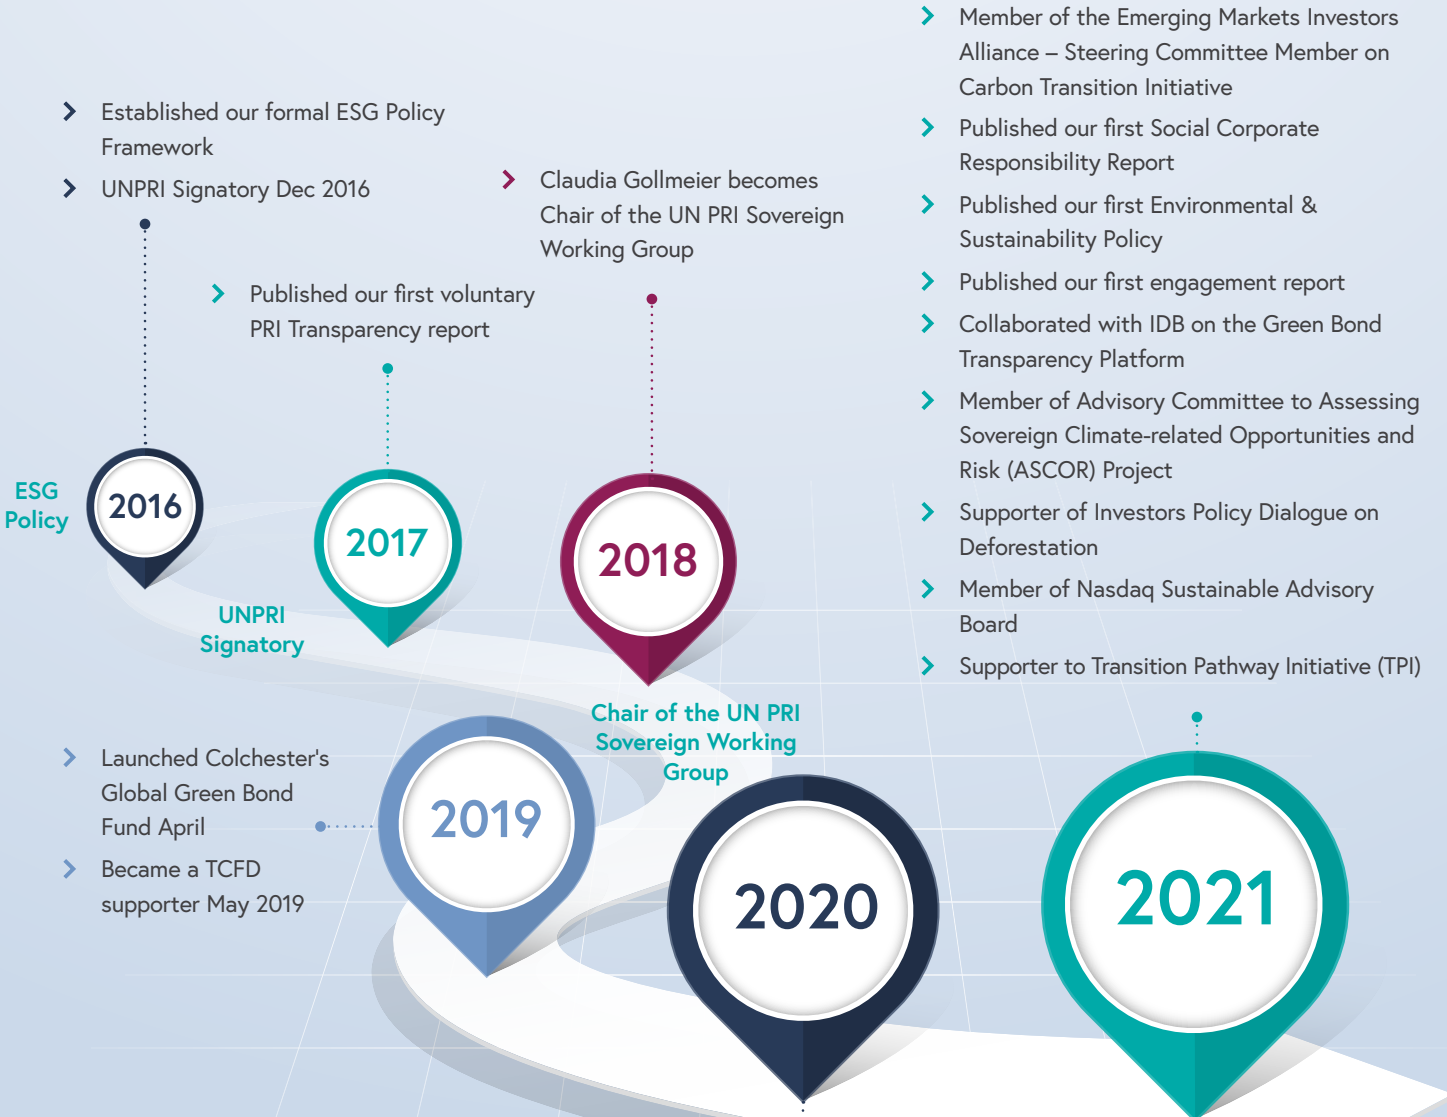 Established our formal ESG Policy
Framework
UNPRI Signatory Dec 2016
2016
ESG
Policy
Published our first voluntary
PRI Transparency report
2017
UNPRI
Signatory
Claudia Gollmeier becomes
Chair of the UN PRI Sovereign
Working Group
2018
Chair of the UN PRI
Sovereign Working
Group
Launched Colchester's
Global Green Bond
Fund April
Became a TCFD
supporter May 2019
2019
2020
Member of the Emerging Markets Investors
Alliance – Steering Committee Member on
Carbon Transition Initiative
Published our first Social Corporate
Responsibility Report
Published our first Environmental &
Sustainability Policy
Published our first engagement report
Collaborated with IDB on the Green Bond
Transparency Platform
Member of Advisory Committee to Assessing
Sovereign Climate-related Opportunities and
Risk (ASCOR) Project
Supporter of Investors Policy Dialogue on
Deforestation
Member of Nasdaq Sustainable Advisory
Board
Supporter to Transition Pathway Initiative (TPI)
2021